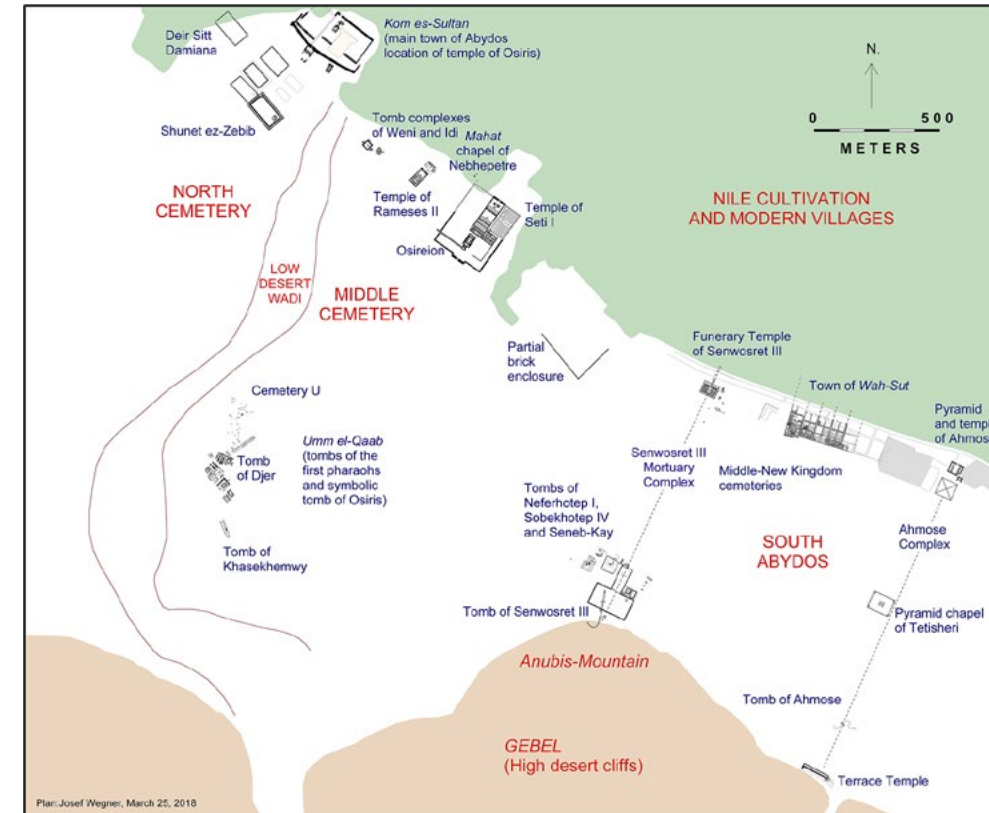 Deir Sitt
Damiana
Kom es-Sultan
(main town of Abydos
location of temple of Osiris)
N.
0 500
METERS
Shunet ez-Zebib
Tomb complexes
of Weni and Idi
Mahat
chapel of
Nebhepetre
NORTH
CEMETERY
Temple of
Rameses II
Temple of
Seti I
NILE CULTIVATION
AND MODERN VILLAGES
Osireion
LOW
DESERT
WADI
MIDDLE
CEMETERY
Partial
brick
enclosure
Funerary Temple
of Senwosret III
Town of Wah-Sut
Cemetery U
Pyramid
and templ
of Ahmos
Umm el-Qaab
(tombs of the
first pharaohs
and symbolic
tomb of Osiris)
Tomb
of Djer
Senwosret III
Mortuary
Complex
Middle-New Kingdom
cemeteries
Tombs of
Neferhotep I,
Sobekhotep IV
and Seneb-Kay
Tomb of
Khasekhemwy
SOUTH
ABYDOS
Ahmose
Complex
Tomb of Senwosret III
Pyramid chapel
of Tetisheri
Anubis-Mountain
Tomb of Ahmose
GEBEL
(High desert cliffs)
Terrace Temple
Plan:Josef Wegner, March 25, 2018